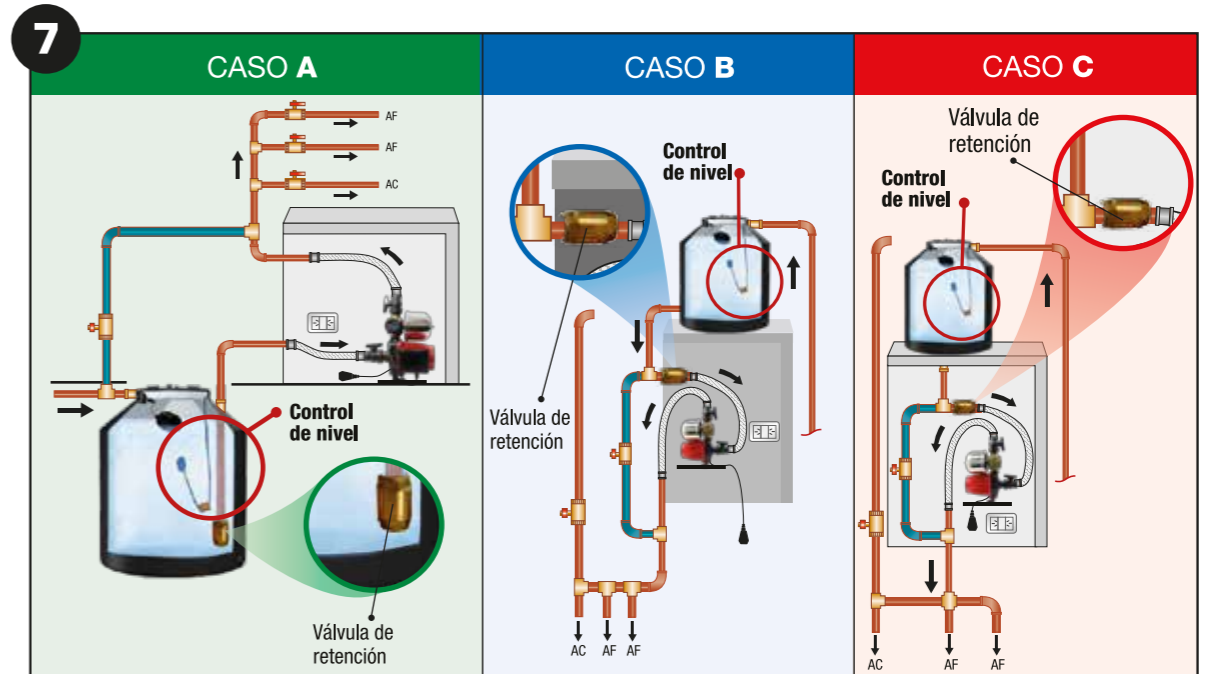 7
CASO A
AF
AF
AC
Control
de nivel
Válvula de
retención
CASO B
Control
de nivel
Válvula de
retención
AC
AF
AF
CASO C
Válvula de
retención
Control
de nivel
AC
AF
AF